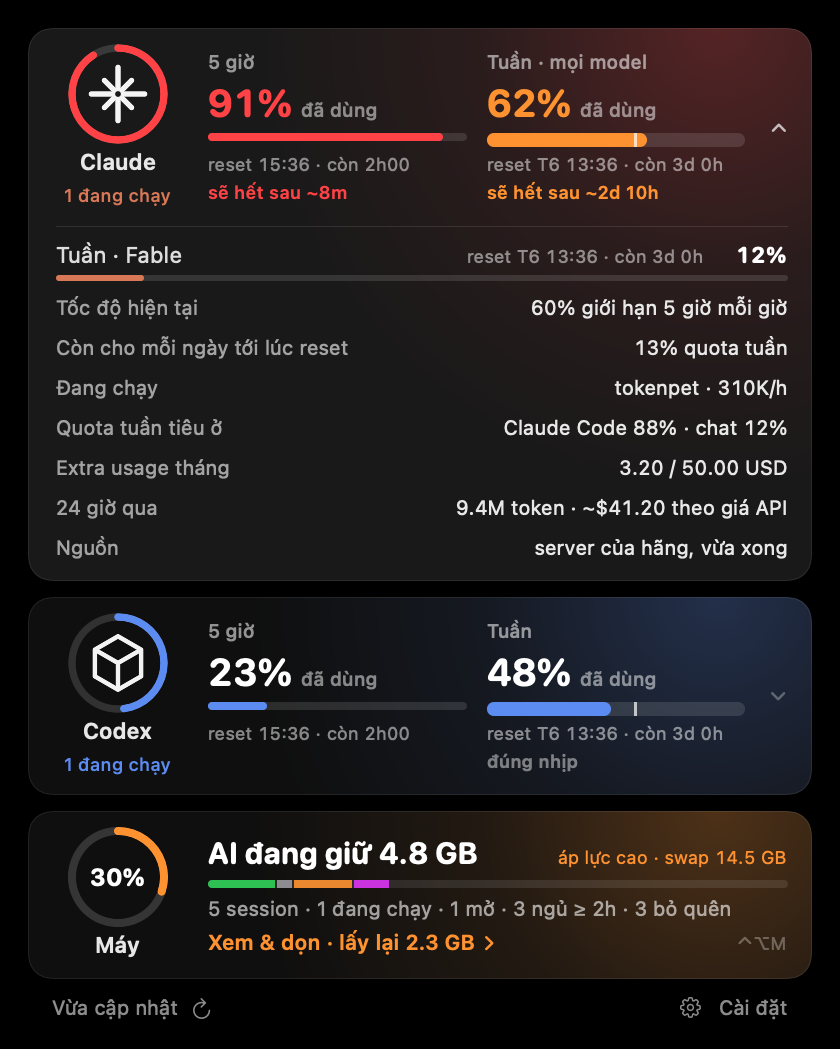 5 giờ
Tuần · mọi model
91% đã dùng
62% đã dùng
reset 15:36 · còn 2h00
reset T6 13:36 · còn 3d 0h
Claude
1 đang chạy
sẽ hết sau ~8m
sẽ hết sau ~2d 10h
Tuần · Fable
reset T6 13:36 · còn 3d 0h
12%
Tốc độ hiện tại
60% giới hạn 5 giờ mỗi giờ
Còn cho mỗi ngày tới lúc reset
13% quota tuần
Đang chạy
tokenpet · 310K/h
Quota tuần tiêu ở
Claude Code 88% · chat 12%
Extra usage tháng
3.20 / 50.00 USD
24 giờ qua
9.4M token · ~$41.20 theo giá API
Nguồn
server của hãng, vừa xong
5 giờ
Tuần
23% đã dùng
48% đã dùng
reset 15:36 · còn 2h00
reset T6 13:36 · còn 3d 0h
Codex
1 đang chạy
đúng nhịp
30%
Máy
AI đang giữ 4.8 GB
áp lực cao · swap 14.5 GB
5 session · 1 đang chạy · 1 mở · 3 ngủ ≥ 2h · 3 bỏ quên
Xem & dọn · lấy lại 2.3 GB >
⌃⌥M
Vừa cập nhật
Cài đặt